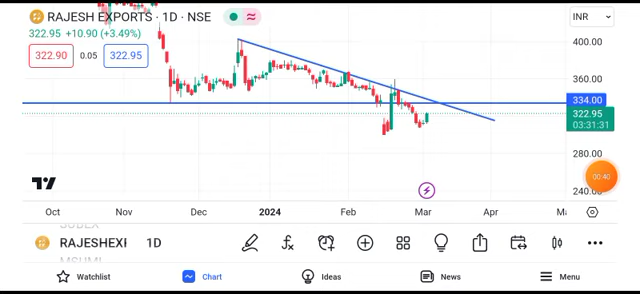 RAJESH EXPORTS · 1D · NSE
INR
322.95 +10.90 (+3.49%)
322.90 0.05 322.95
400.00
360.00
334.00
322.95
03:31:31
280.00
240.00
00:40
Oct Nov Dec 2024 Feb Mar Apr
RAJESHEXI 1D
Watchlist Chart Ideas News Menu